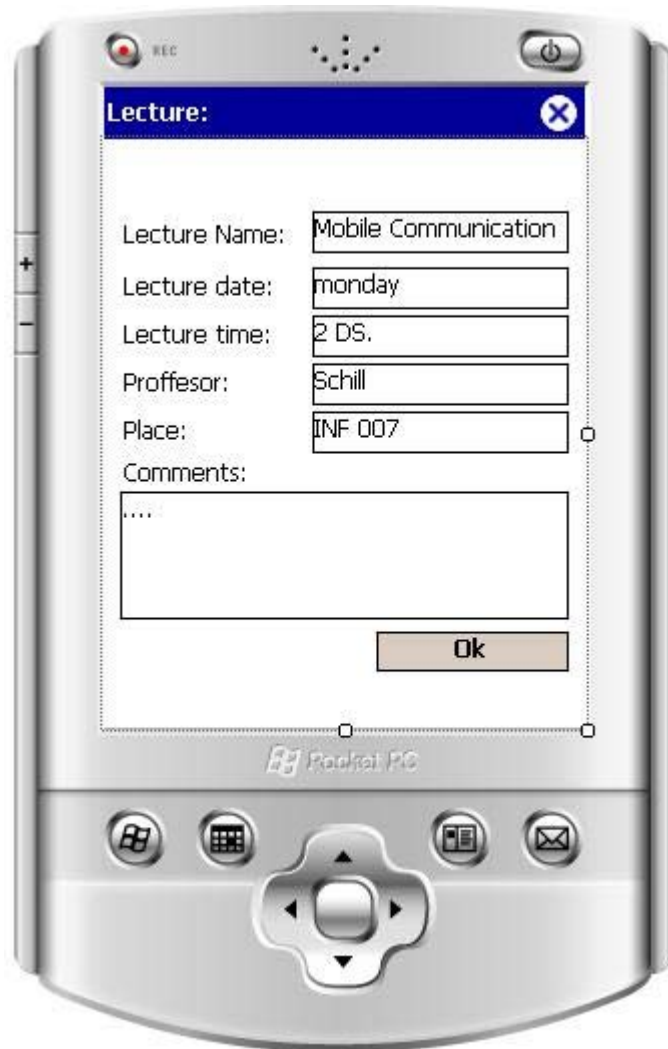 REC
Lecture:
Lecture Name: Mobile Communication
Lecture date: monday
Lecture time: 2 DS.
Proffesor: Schill
Place: INF 007
Comments:
....
Ok
Pocket PC